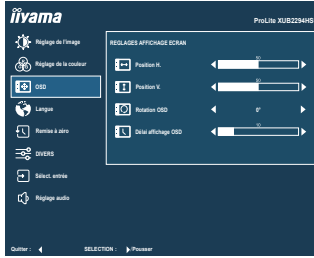 iiyama
ProLite XUB2294HS
Réglage de l'image
Réglage de la couleur
OSD
Langue
Remise à zéro
DIVERS
Sélect. entrée
Réglage audio
REGLAGES AFFICHAGE ECRAN
Position H. 50
Position V. 50
Rotation OSD 0°
Délai affichage OSD 10
Quitter : SELECTION : /Pousser